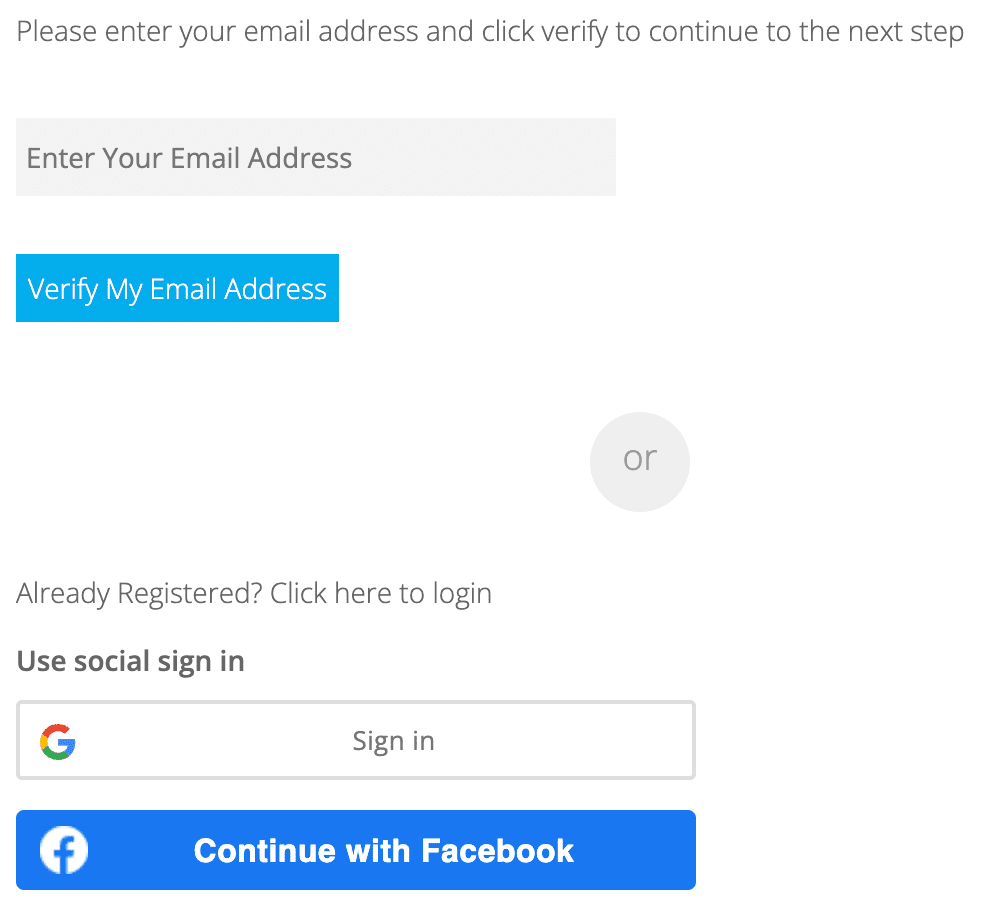 Please enter your email address and click verify to continue to the next step
Enter Your Email Address
Verify My Email Address
or
Already Registered? Click here to login
Use social sign in
Sign in
Continue with Facebook